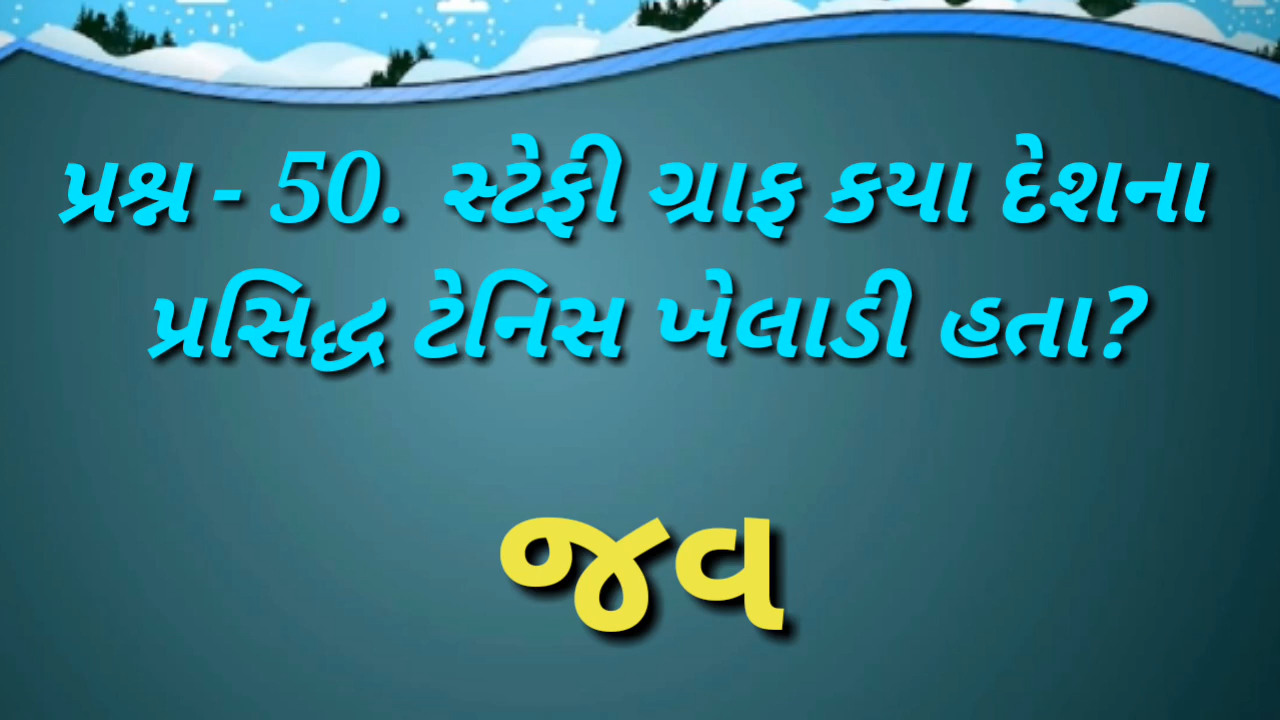 પ્રશ્ન - 50. સ્ટેફી ગ્રાફ કયા દેશના
પ્રસિદ્ધ ટેનિસ ખેલાડી હતા?
જવ